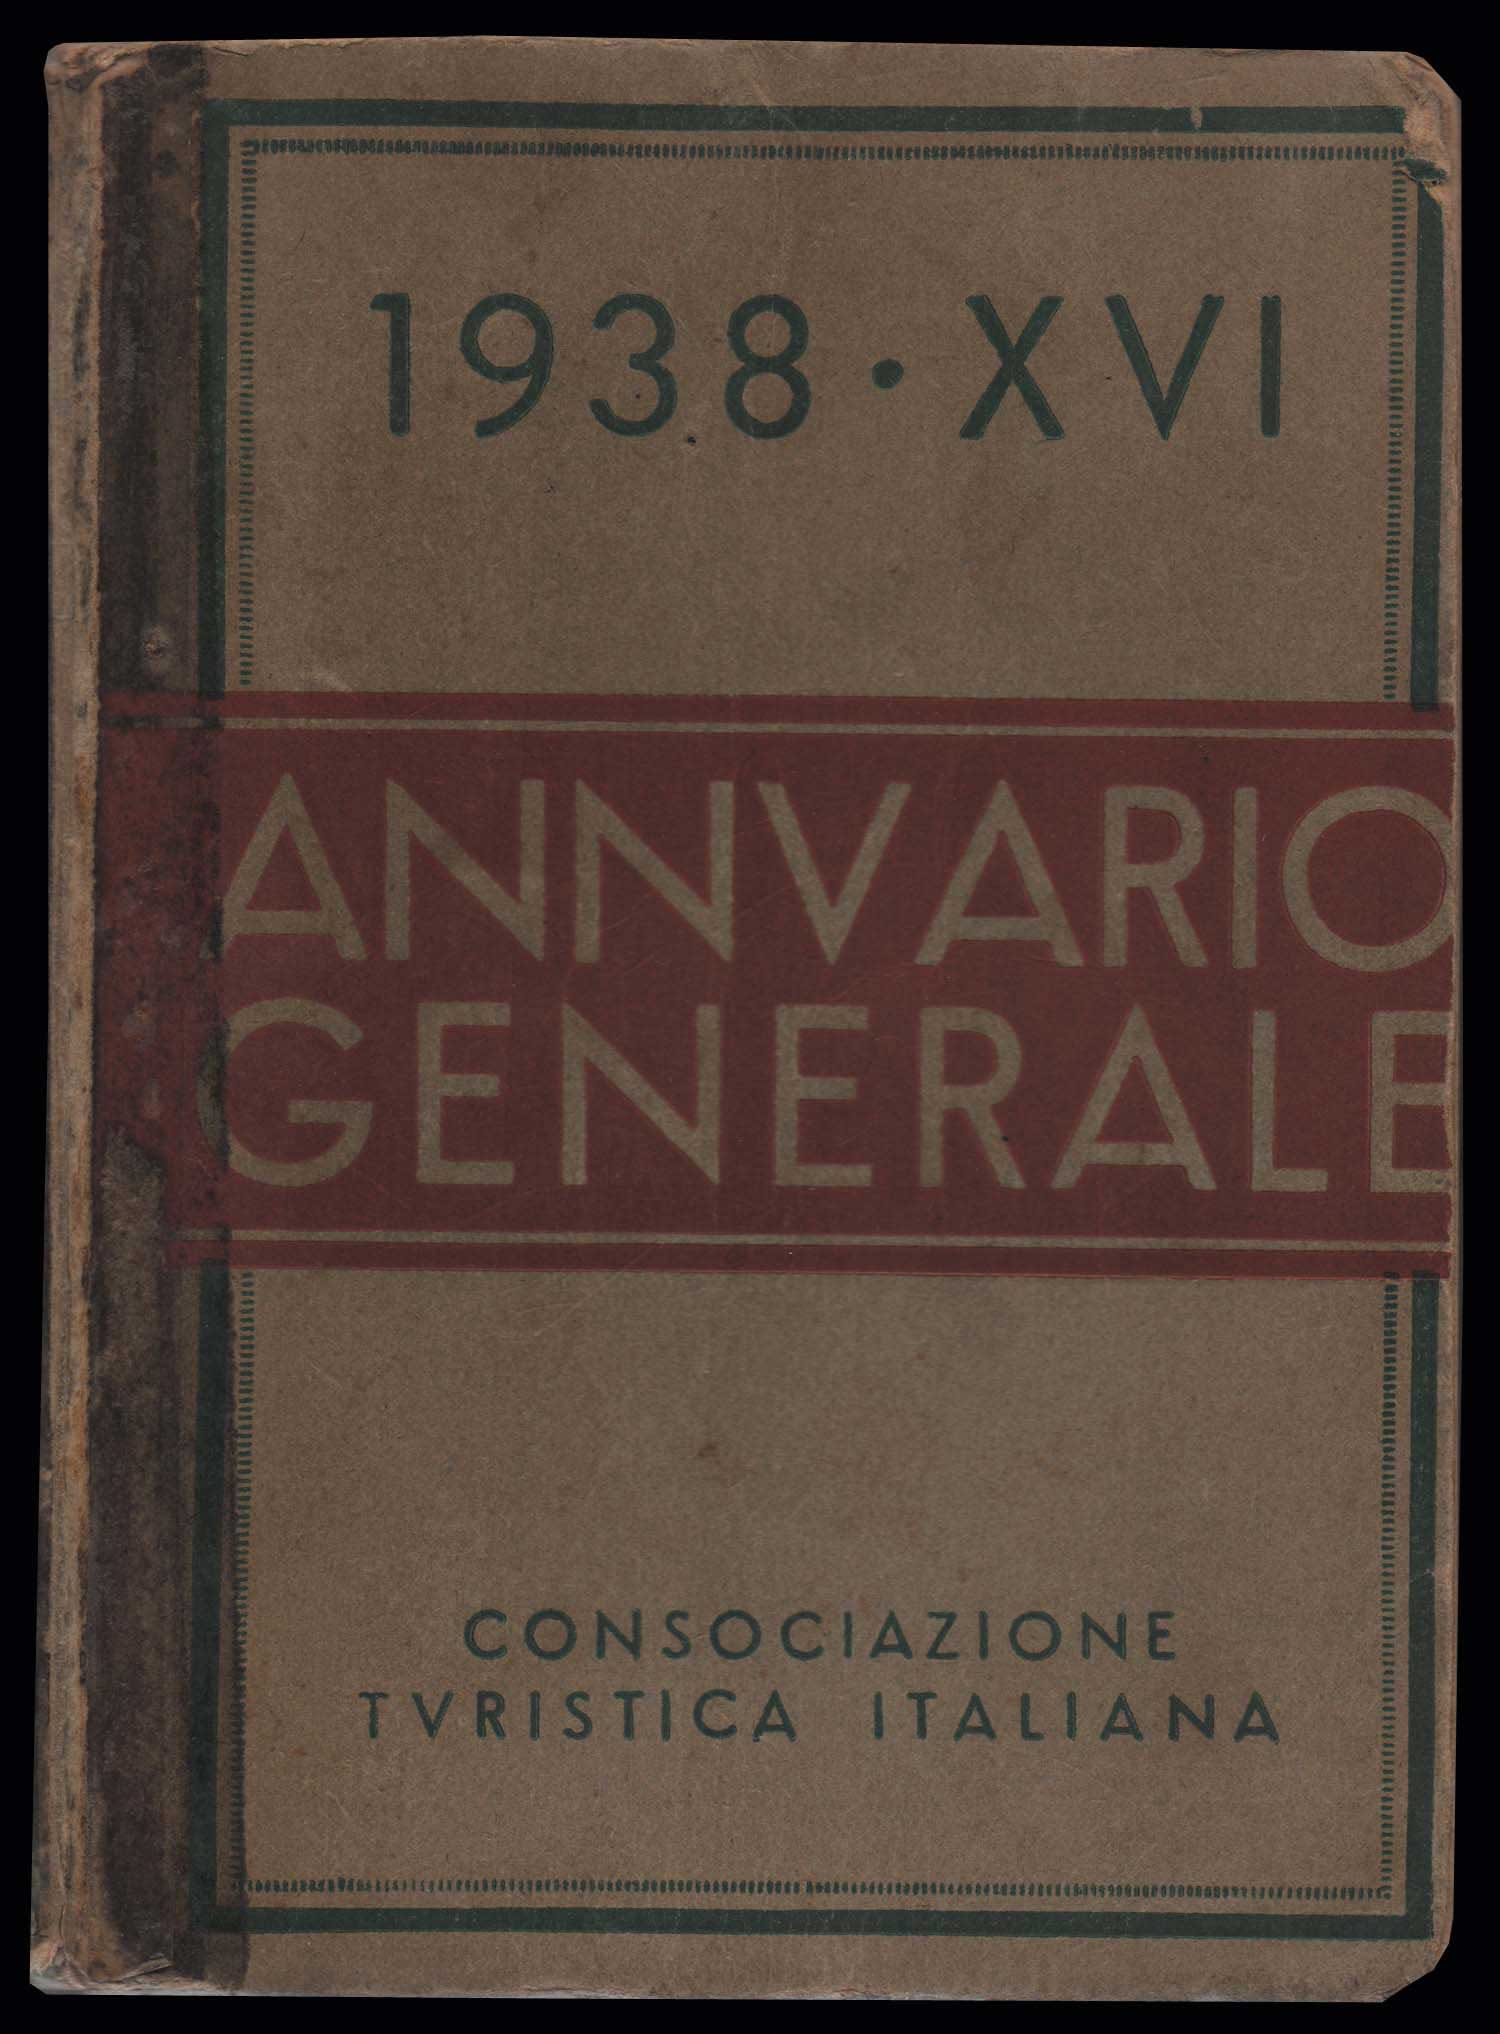 1938 • XVI
ANNVARIO
GENERALE
CONSOCIAZIONE
TVRISTICA ITALIANA